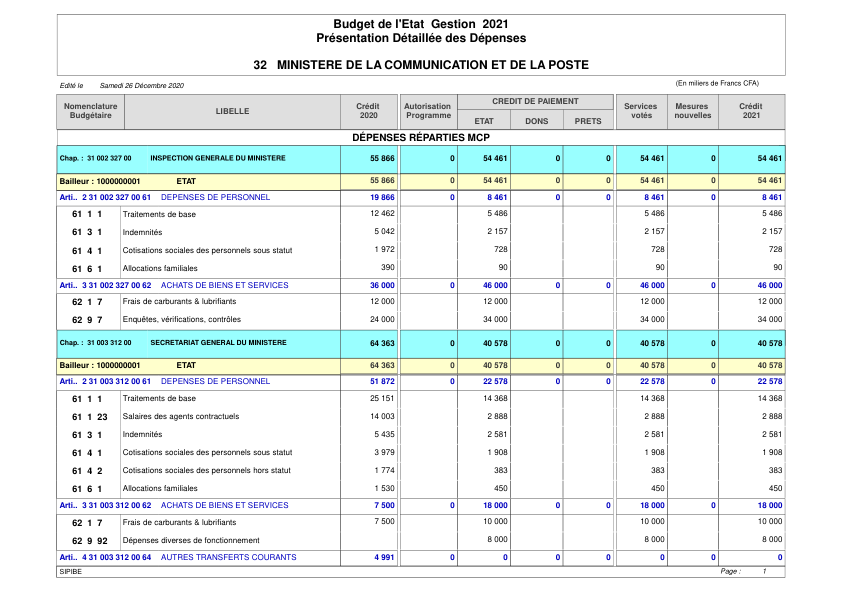 Budget de l'Etat Gestion 2021
Présentation Détaillée des Dépenses
32 MINISTERE DE LA COMMUNICATION ET DE LA POSTE
Edité le Samedi 26 Décembre 2020 (En milliers de Francs CFA)
Nomenclature Budgétaire LIBELLE Crédit 2020 Autorisation Programme CREDIT DE PAIEMENT ETAT DONS PRETS Services votés Mesures nouvelles Crédit 2021
DÉPENSES RÉPARTIES MCP
Chap. : 31 002 327 00 INSPECTION GENERALE DU MINISTERE 55 866 0 54 461 0 0 54 461 0 54 461
Bailleur : 1000000001 ETAT 55 866 0 54 461 0 0 54 461 0 54 461
Arti.. 2 31 002 327 00 61 DEPENSES DE PERSONNEL 19 866 0 8 461 0 0 8 461 0 8 461
61 1 1 Traitements de base 12 462 5 486 5 486 5 486
61 3 1 Indemnités 5 042 2 157 2 157 2 157
61 4 1 Cotisations sociales des personnels sous statut 1 972 728 728 728
61 6 1 Allocations familiales 390 90 90 90
Arti.. 3 31 002 327 00 62 ACHATS DE BIENS ET SERVICES 36 000 0 46 000 0 0 46 000 0 46 000
62 1 7 Frais de carburants & lubrifiants 12 000 12 000 12 000 12 000
62 9 7 Enquêtes, vérifications, contrôles 24 000 34 000 34 000 34 000
Chap. : 31 003 312 00 SECRETARIAT GENERAL DU MINISTERE 64 363 0 40 578 0 0 40 578 0 40 578
Bailleur : 1000000001 ETAT 64 363 0 40 578 0 0 40 578 0 40 578
Arti.. 2 31 003 312 00 61 DEPENSES DE PERSONNEL 51 872 0 22 578 0 0 22 578 0 22 578
61 1 1 Traitements de base 25 151 14 368 14 368 14 368
61 1 23 Salaires des agents contractuels 14 003 2 888 2 888 2 888
61 3 1 Indemnités 5 435 2 581 2 581 2 581
61 4 1 Cotisations sociales des personnels sous statut 3 979 1 908 1 908 1 908
61 4 2 Cotisations sociales des personnels hors statut 1 774 383 383 383
61 6 1 Allocations familiales 1 530 450 450 450
Arti.. 3 31 003 312 00 62 ACHATS DE BIENS ET SERVICES 7 500 0 18 000 0 0 18 000 0 18 000
62 1 7 Frais de carburants & lubrifiants 7 500 10 000 10 000 10 000
62 9 92 Dépenses diverses de fonctionnement 8 000 8 000 8 000
Arti.. 4 31 003 312 00 64 AUTRES TRANSFERTS COURANTS 4 991 0 0 0 0 0 0 0
SIPIBE Page : 1